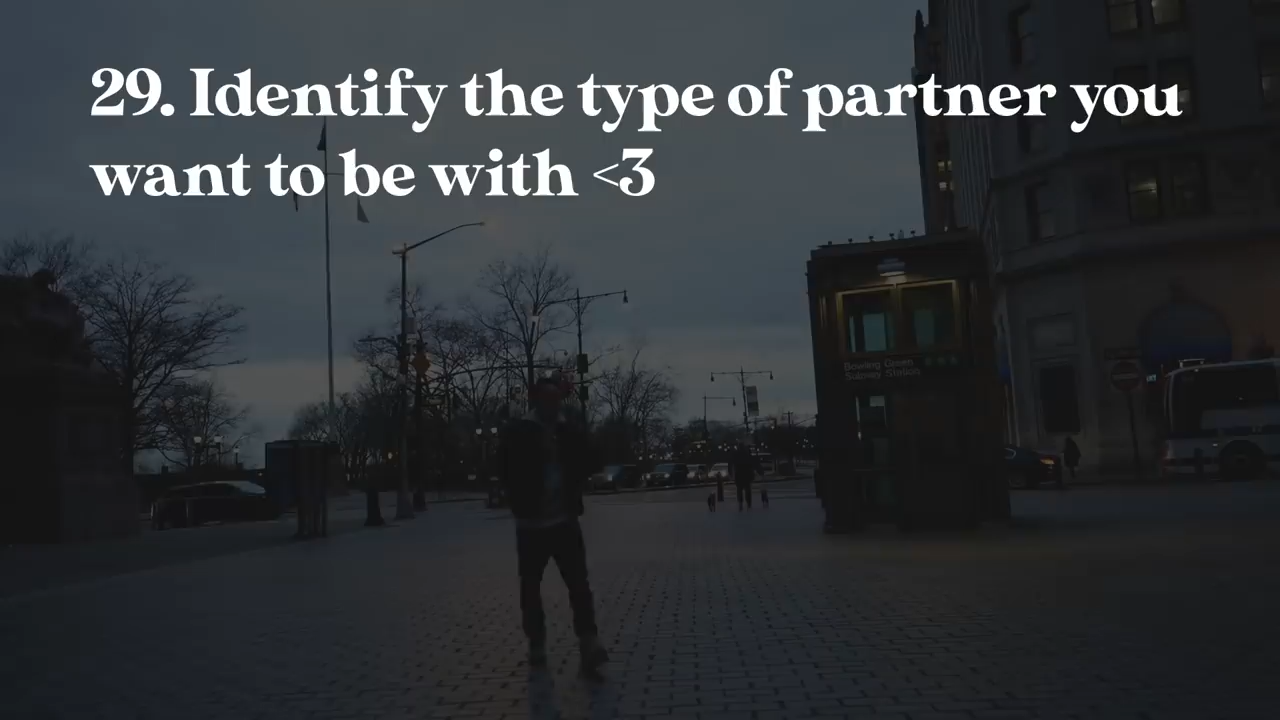 29. Identify the type of partner you
want to be with <3
Bowling Green
Subway Station